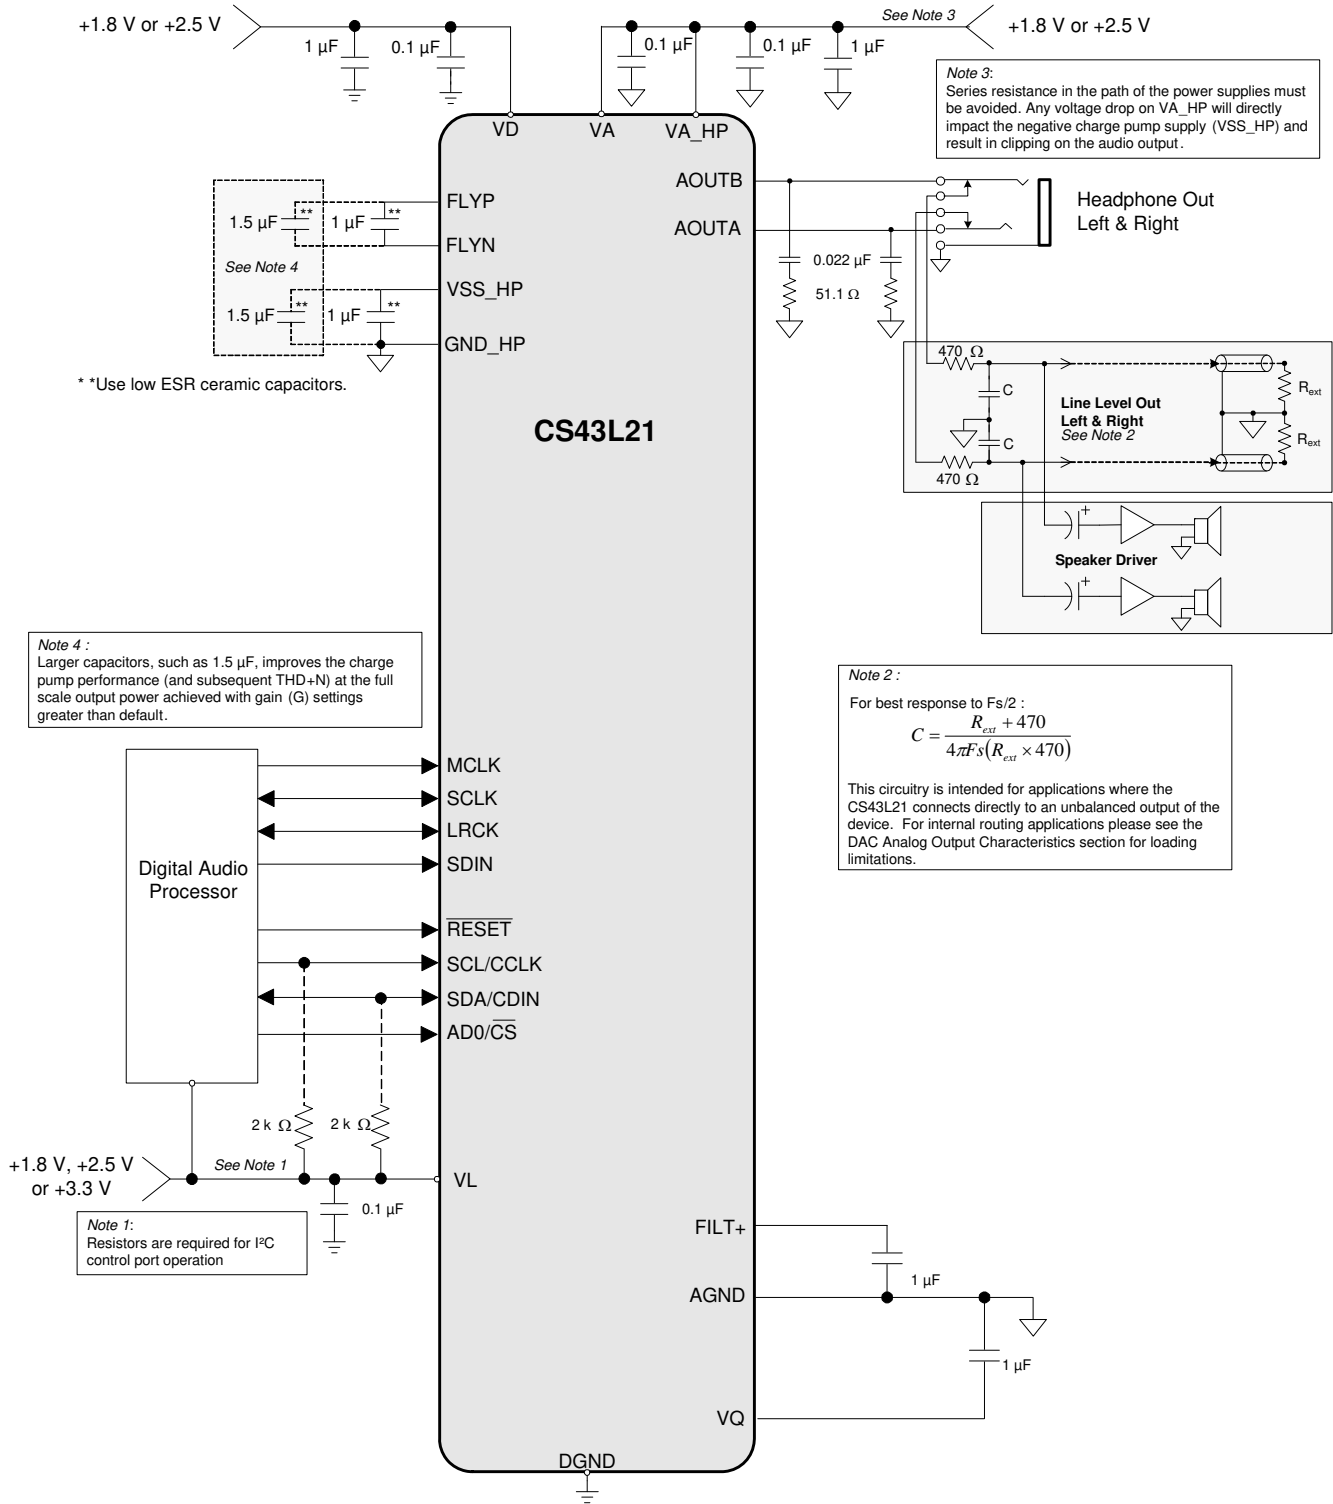 +1.8 V or +2.5 V
1 µF
0.1 µF
0.1 µF
0.1 µF
1 µF
See Note 3
+1.8 V or +2.5 V
Note 3:
Series resistance in the path of the power supplies must
be avoided. Any voltage drop on VA_HP will directly
impact the negative charge pump supply (VSS_HP) and
result in clipping on the audio output.
VD
VA
VA_HP
FLYP
1.5 µF
**
1 µF
**
FLYN
See Note 4
VSS_HP
1.5 µF
**
1 µF
**
GND_HP
* *Use low ESR ceramic capacitors.
AOUTB
AOUTA
Headphone Out
Left & Right
0.022 µF
51.1 Ω
470 Ω
C
C
470 Ω
Line Level Out
Left & Right
See Note 2
Rext
Rext
+
Speaker Driver
+
CS43L21
Note 4 :
Larger capacitors, such as 1.5 µF, improves the charge
pump performance (and subsequent THD+N) at the full
scale output power achieved with gain (G) settings
greater than default.
Note 2 :
For best response to Fs/2 :
C = (Rext + 470) / (4πFs(Rext × 470))
This circuitry is intended for applications where the
CS43L21 connects directly to an unbalanced output of the
device. For internal routing applications please see the
DAC Analog Output Characteristics section for loading
limitations.
Digital Audio
Processor
MCLK
SCLK
LRCK
SDIN
RESET
SCL/CCLK
SDA/CDIN
AD0/CS
2 k Ω
2 k Ω
+1.8 V, +2.5 V
or +3.3 V
See Note 1
VL
0.1 µF
Note 1:
Resistors are required for I²C
control port operation
FILT+
1 µF
AGND
1 µF
VQ
DGND